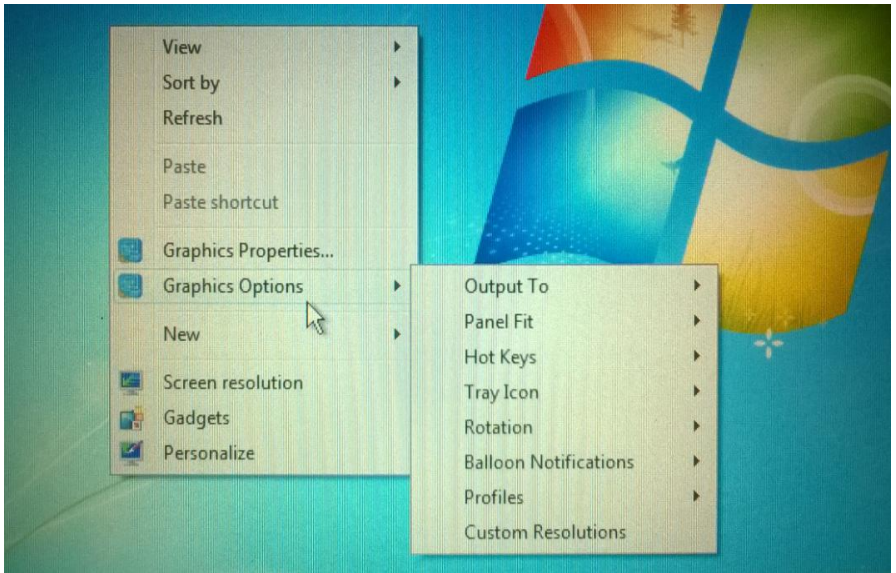 View
Sort by
Refresh
Paste
Paste shortcut
Graphics Properties...
Graphics Options
New
Screen resolution
Gadgets
Personalize
Output To
Panel Fit
Hot Keys
Tray Icon
Rotation
Balloon Notifications
Profiles
Custom Resolutions